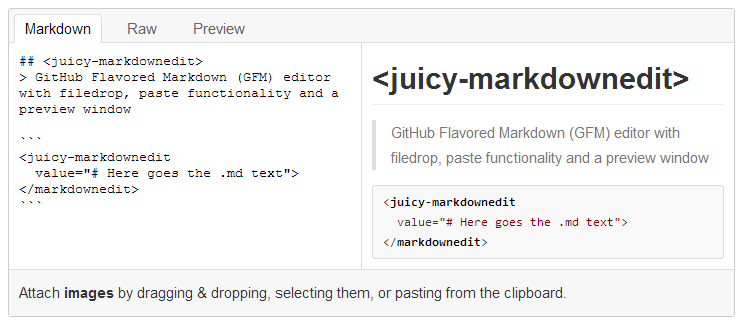 Markdown Raw Preview
## <juicy-markdownedit>
> GitHub Flavored Markdown (GFM) editor
with filedrop, paste functionality and a
preview window
```
<juicy-markdownedit
  value="# Here goes the .md text">
</markdownedit>
```
<juicy-markdownedit>
GitHub Flavored Markdown (GFM) editor with
filedrop, paste functionality and a preview window
<juicy-markdownedit
  value="# Here goes the .md text">
</markdownedit>
Attach images by dragging & dropping, selecting them, or pasting from the clipboard.